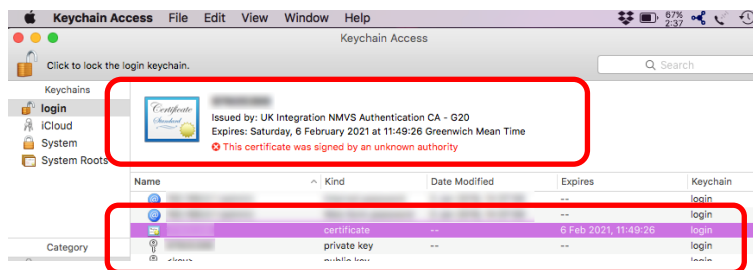 Keychain Access File Edit View Window Help 67% 2:37
Keychain Access
Click to lock the login keychain. Search
Keychains
login
iCloud
System
System Roots
Certificate
Standard
Issued by: UK Integration NMVS Authentication CA - G20
Expires: Saturday, 6 February 2021 at 11:49:26 Greenwich Mean Time
This certificate was signed by an unknown authority
Name Kind Date Modified Expires Keychain
-- login
-- login
certificate -- 6 Feb 2021, 11:49:26 login
private key -- -- login
<key> public key -- -- login
Category